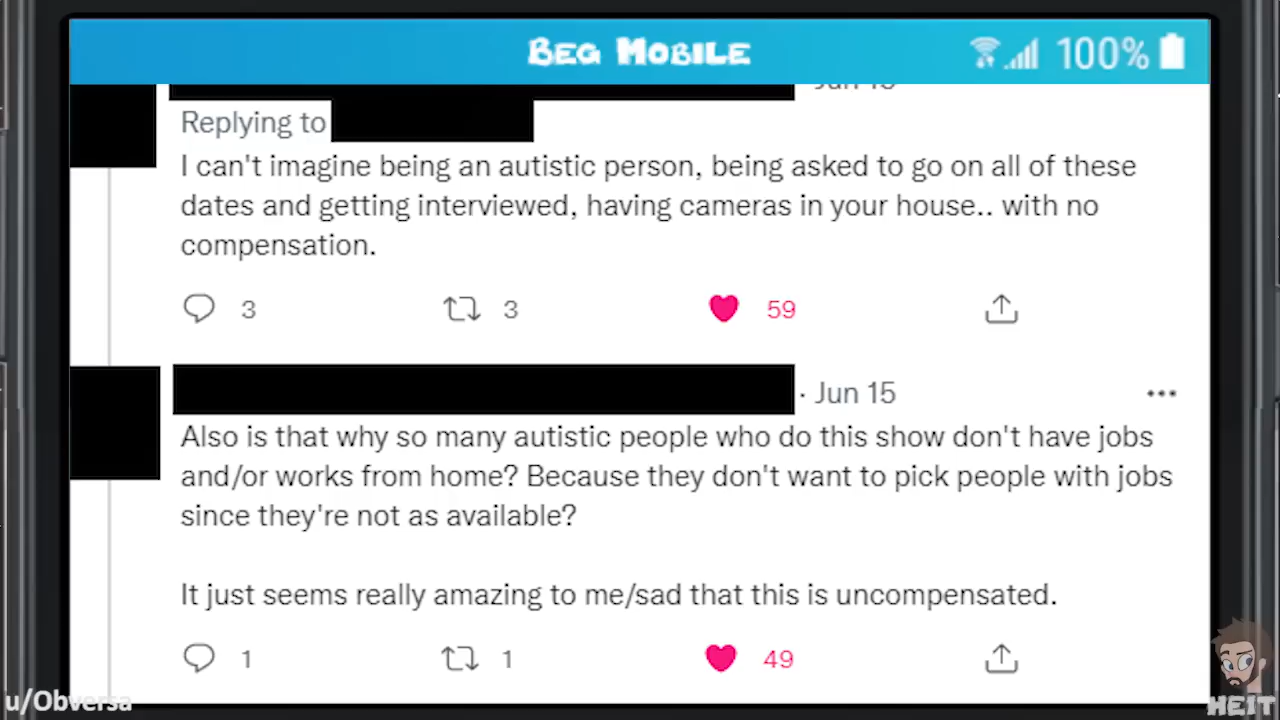 BEG MOBILE
100%
Replying to
I can't imagine being an autistic person, being asked to go on all of these
dates and getting interviewed, having cameras in your house.. with no
compensation.
3 3 59
· Jun 15
Also is that why so many autistic people who do this show don't have jobs
and/or works from home? Because they don't want to pick people with jobs
since they're not as available?
It just seems really amazing to me/sad that this is uncompensated.
1 1 49
u/Obversa
HEIT